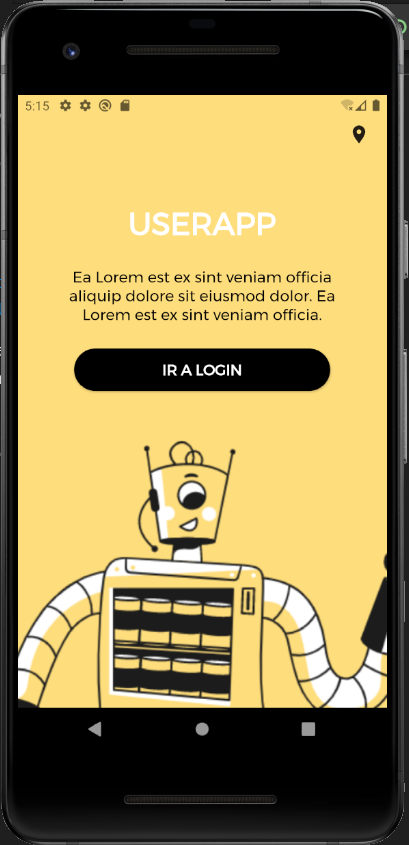 5:15
USERAPP
Ea Lorem est ex sint veniam officia
aliquip dolore sit eiusmod dolor. Ea
Lorem est ex sint veniam officia.
IR A LOGIN